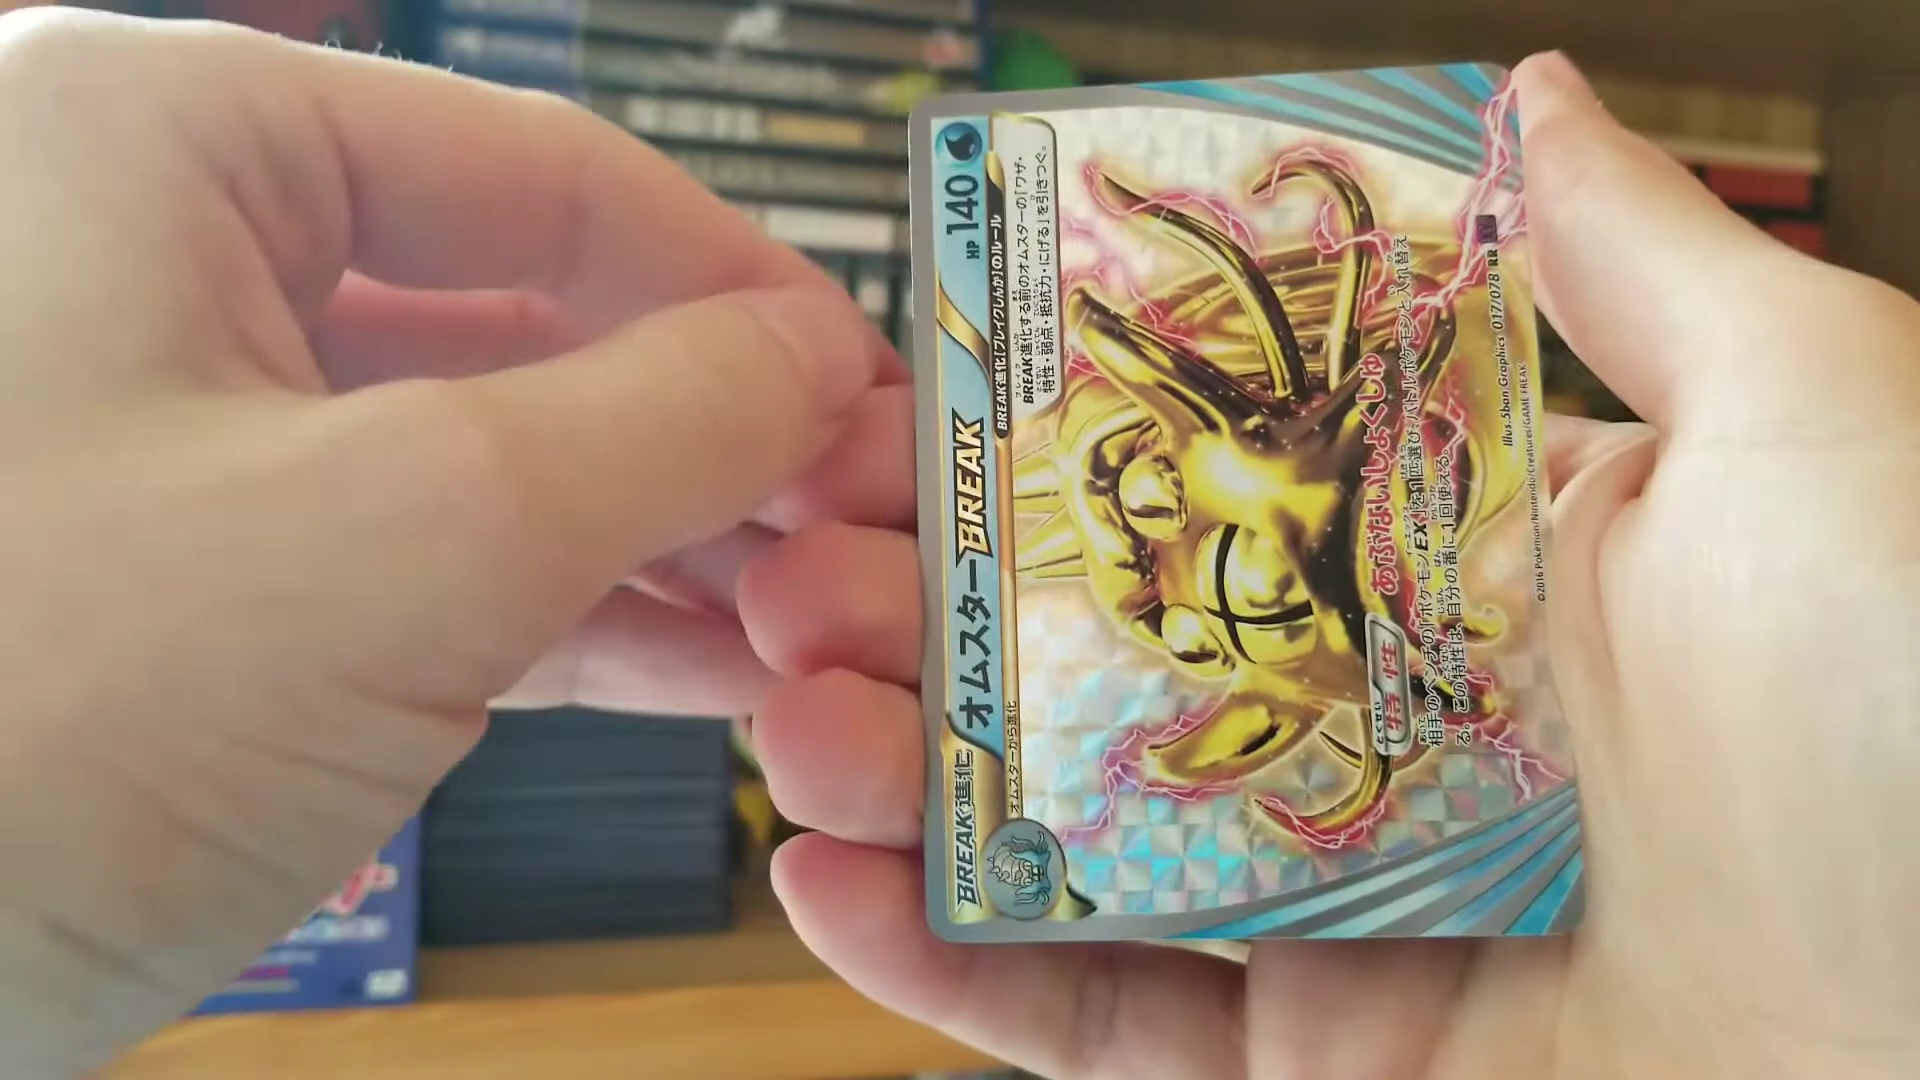 BREAK進化
オムスターBREAK
HP140
オムスターから進化
BREAK進化[ブレイクしんか]のルール
BREAK進化する前のオムスターの「ワザ・
特性・弱点・抵抗力・にげる」を引きつぐ。
特性
あぶないしょくしゅ
相手のベンチの「ポケモンEX」を1匹選び、バトルポケモンと入れ替え
る。この特性は、自分の番に1回使える。
Illus. 5ban Graphics 017/078 RR
©2016 Pokémon/Nintendo/Creatures/GAME FREAK